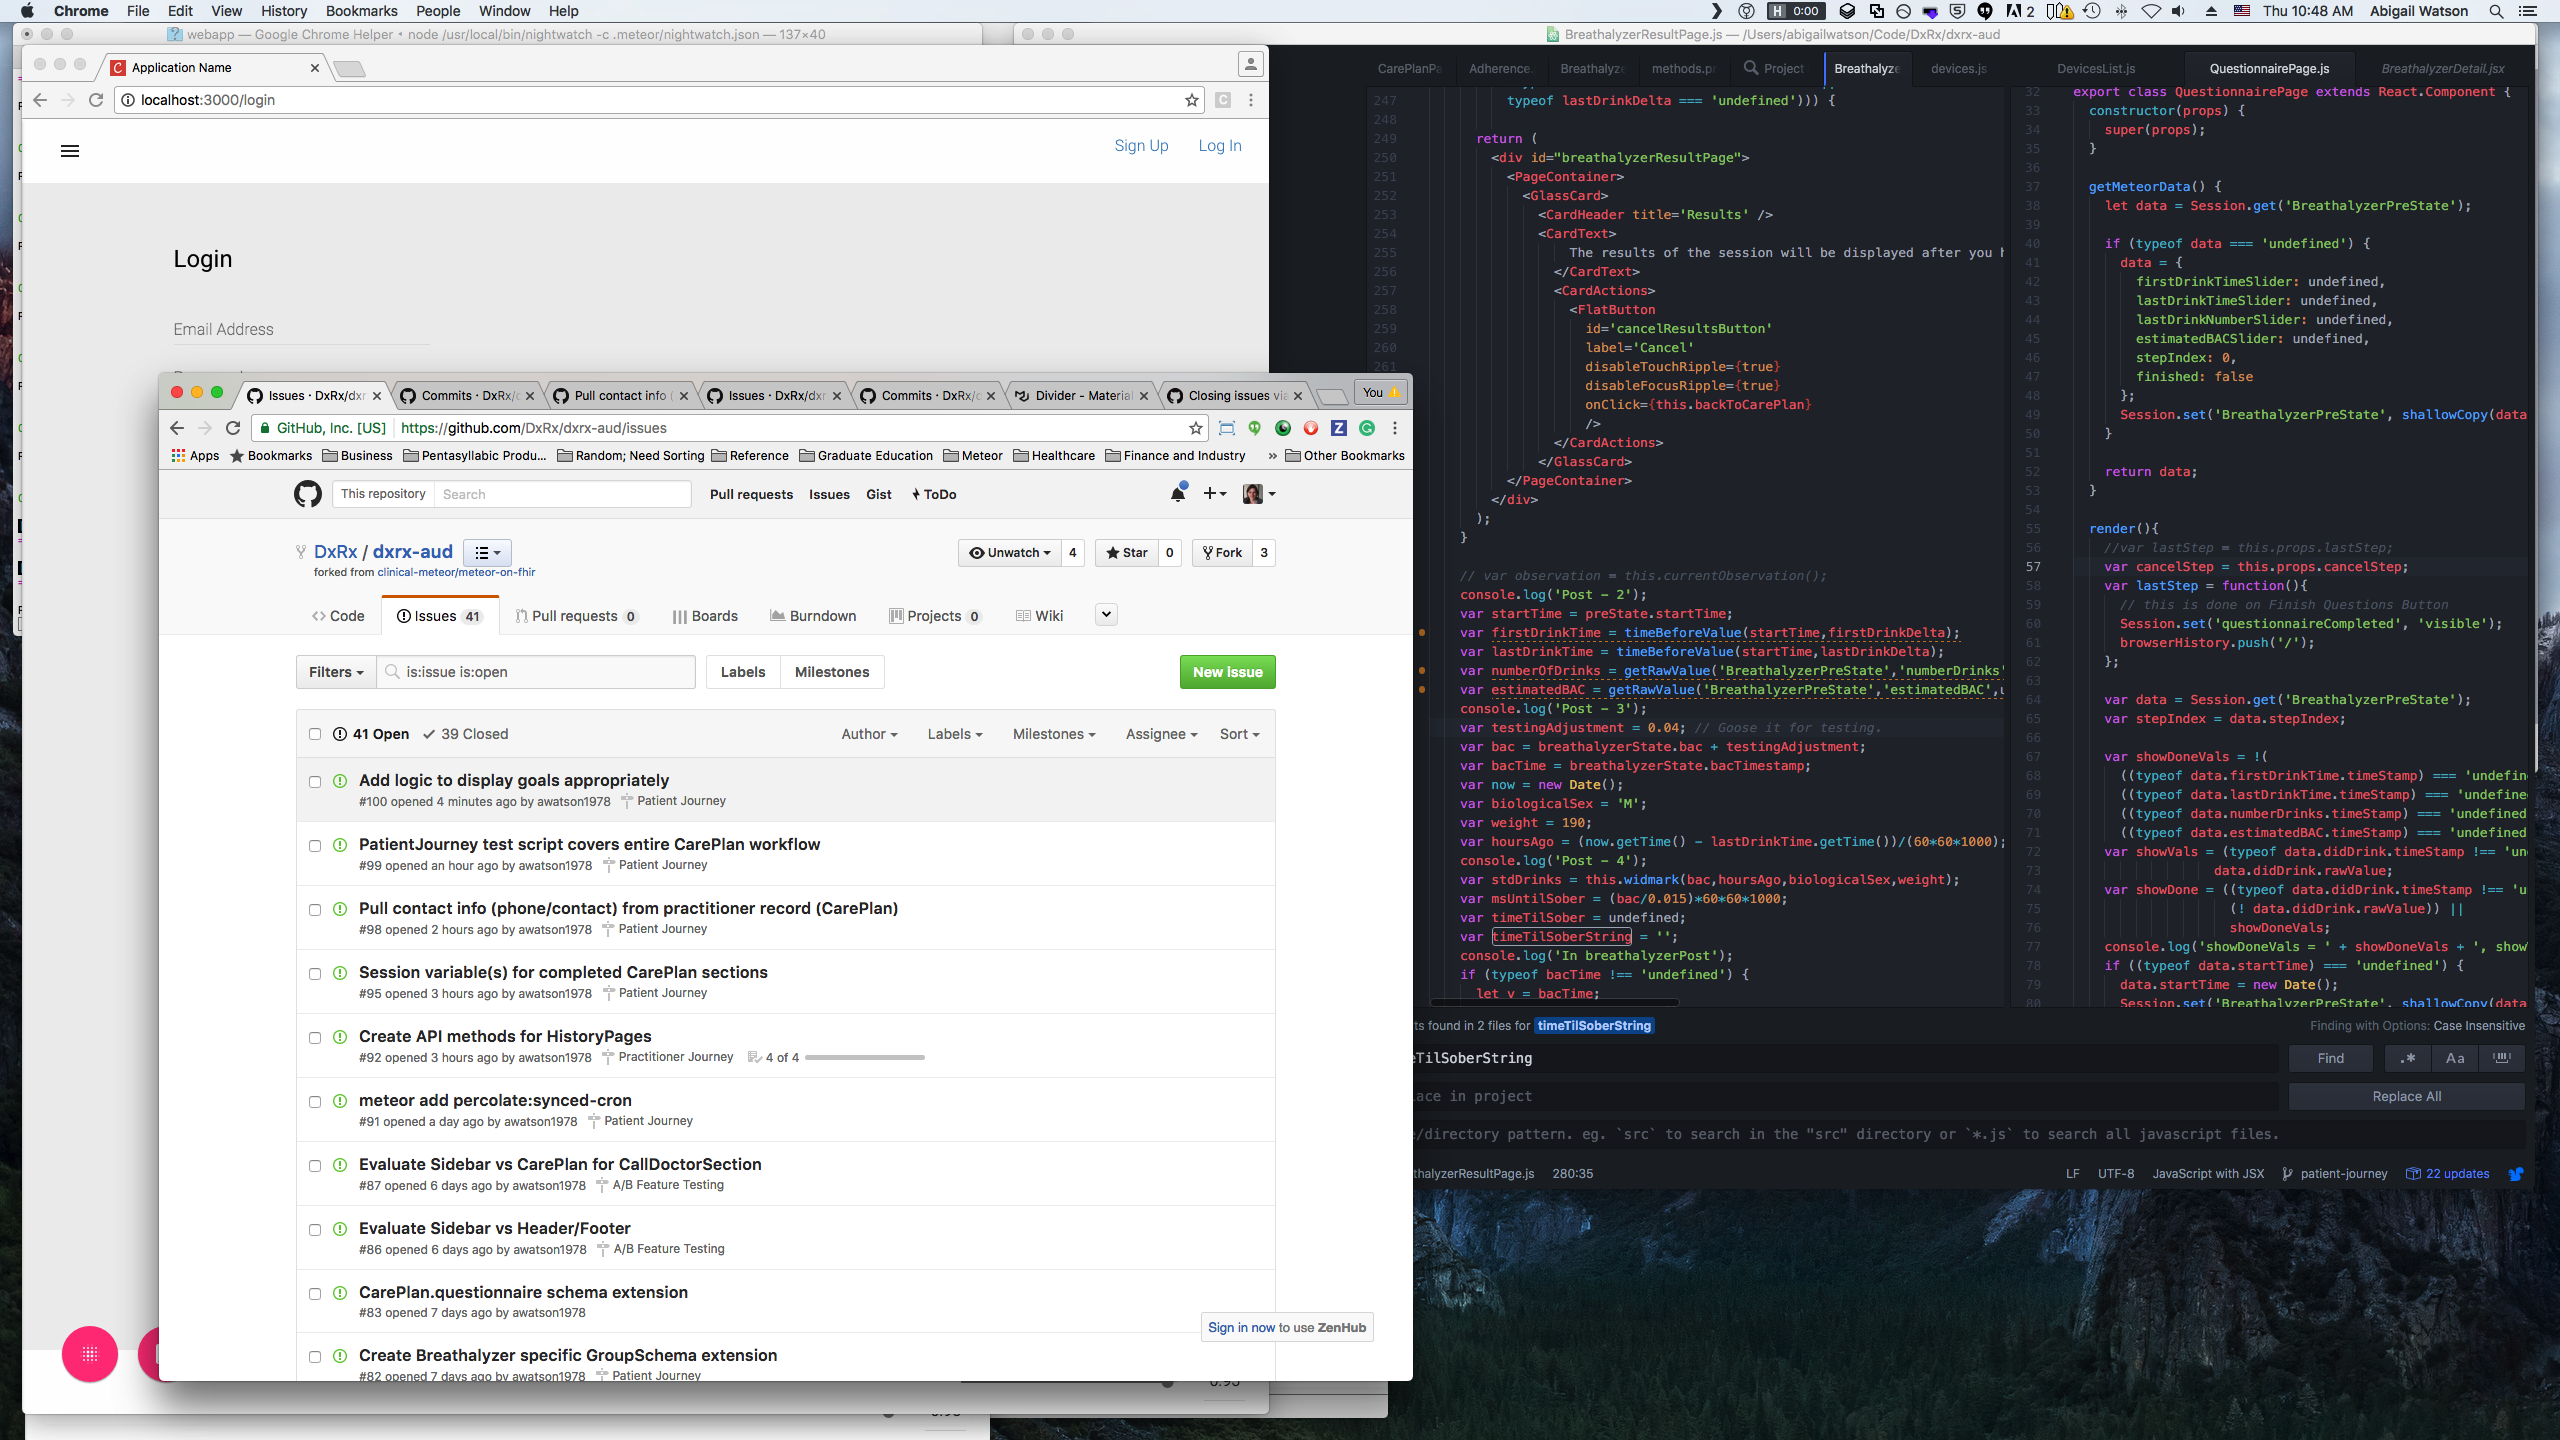 Chrome File Edit View History Bookmarks People Window Help
H 0:00
2
Thu 10:48 AM Abigail Watson
webapp — Google Chrome Helper • node /usr/local/bin/nightwatch -c .meteor/nightwatch.json — 137×40
Application Name
localhost:3000/login
Sign Up Log In
Login
Email Address
Issues · DxRx/dxr
Commits · DxRx/d
Pull contact info (
Issues · DxRx/dxr
Commits · DxRx/d
Divider - Material
Closing issues via
You
GitHub, Inc. [US] https://github.com/DxRx/dxrx-aud/issues
Apps Bookmarks Business Pentasyllabic Produ... Random; Need Sorting Reference Graduate Education Meteor Healthcare Finance and Industry » Other Bookmarks
This repository Search Pull requests Issues Gist ToDo
DxRx / dxrx-aud
Unwatch 4 Star 0 Fork 3
forked from clinical-meteor/meteor-on-fhir
Code Issues 41 Pull requests 0 Boards Burndown Projects 0 Wiki
Filters is:issue is:open Labels Milestones New issue
41 Open 39 Closed Author Labels Milestones Assignee Sort
Add logic to display goals appropriately
#100 opened 4 minutes ago by awatson1978 Patient Journey
PatientJourney test script covers entire CarePlan workflow
#99 opened an hour ago by awatson1978 Patient Journey
Pull contact info (phone/contact) from practitioner record (CarePlan)
#98 opened 2 hours ago by awatson1978 Patient Journey
Session variable(s) for completed CarePlan sections
#95 opened 3 hours ago by awatson1978 Patient Journey
Create API methods for HistoryPages
#92 opened 3 hours ago by awatson1978 Practitioner Journey 4 of 4
meteor add percolate:synced-cron
#91 opened a day ago by awatson1978 Patient Journey
Evaluate Sidebar vs CarePlan for CallDoctorSection
#87 opened 6 days ago by awatson1978 A/B Feature Testing
Evaluate Sidebar vs Header/Footer
#86 opened 6 days ago by awatson1978 A/B Feature Testing
CarePlan.questionnaire schema extension
#83 opened 7 days ago by awatson1978
Create Breathalyzer specific GroupSchema extension
#82 opened 7 days ago by awatson1978 Patient Journey
Sign in now to use ZenHub
BreathalyzerResultPage.js — /Users/abigailwatson/Code/DxRx/dxrx-aud
CarePlanPa Adherence. Breathalyze methods.pr Project Breathalyze devices.js DevicesList.js QuestionnairePage.js BreathalyzerDetail.jsx
247 typeof lastDrinkDelta === 'undefined'))) {
248
249 return (
250 <div id="breathalyzerResultPage">
251 <PageContainer>
252 <GlassCard>
253 <CardHeader title='Results' />
254 <CardText>
255 The results of the session will be displayed after you h
256 </CardText>
257 <CardActions>
258 <FlatButton
259 id='cancelResultsButton'
260 label='Cancel'
261 disableTouchRipple={true}
disableFocusRipple={true}
onClick={this.backToCarePlan}
/>
</CardActions>
</GlassCard>
</PageContainer>
</div>
);
}
// var observation = this.currentObservation();
console.log('Post - 2');
var startTime = preState.startTime;
var firstDrinkTime = timeBeforeValue(startTime,firstDrinkDelta);
var lastDrinkTime = timeBeforeValue(startTime,lastDrinkDelta);
var numberOfDrinks = getRawValue('BreathalyzerPreState','numberDrinks'
var estimatedBAC = getRawValue('BreathalyzerPreState','estimatedBAC',u
console.log('Post - 3');
var testingAdjustment = 0.04; // Goose it for testing.
var bac = breathalyzerState.bac + testingAdjustment;
var bacTime = breathalyzerState.bacTimestamp;
var now = new Date();
var biologicalSex = 'M';
var weight = 190;
var hoursAgo = (now.getTime() - lastDrinkTime.getTime())/(60*60*1000);
console.log('Post - 4');
var stdDrinks = this.widmark(bac,hoursAgo,biologicalSex,weight);
var msUntilSober = (bac/0.015)*60*60*1000;
var timeTilSober = undefined;
var timeTilSoberString = '';
console.log('In breathalyzerPost');
if (typeof bacTime !== 'undefined') {
let v = bacTime;
32 export class QuestionnairePage extends React.Component {
33 constructor(props) {
34 super(props);
35 }
36
37 getMeteorData() {
38 let data = Session.get('BreathalyzerPreState');
39
40 if (typeof data === 'undefined') {
41 data = {
42 firstDrinkTimeSlider: undefined,
43 lastDrinkTimeSlider: undefined,
44 lastDrinkNumberSlider: undefined,
45 estimatedBACSlider: undefined,
46 stepIndex: 0,
47 finished: false
48 };
49 Session.set('BreathalyzerPreState', shallowCopy(data
50 }
51
52 return data;
53 }
54
55 render(){
56 //var lastStep = this.props.lastStep;
57 var cancelStep = this.props.cancelStep;
58 var lastStep = function(){
59 // this is done on Finish Questions Button
60 Session.set('questionnaireCompleted', 'visible');
61 browserHistory.push('/');
62 };
63
64 var data = Session.get('BreathalyzerPreState');
65 var stepIndex = data.stepIndex;
66
67 var showDoneVals = !(
68 ((typeof data.firstDrinkTime.timeStamp) === 'undefin
69 ((typeof data.lastDrinkTime.timeStamp) === 'undefine
70 ((typeof data.numberDrinks.timeStamp) === 'undefined
71 ((typeof data.estimatedBAC.timeStamp) === 'undefined
72 var showVals = (typeof data.didDrink.timeStamp !== 'un
73 data.didDrink.rawValue;
74 var showDone = ((typeof data.didDrink.timeStamp !== 'u
75 (! data.didDrink.rawValue)) ||
76 showDoneVals;
77 console.log('showDoneVals = ' + showDoneVals + ', show
78 if ((typeof data.startTime) === 'undefined') {
79 data.startTime = new Date();
80 Session.set('BreathalyzerPreState', shallowCopy(data
ts found in 2 files for timeTilSoberString Finding with Options: Case Insensitive
eTilSoberString Find .* Aa
ace in project Replace All
e/directory pattern. eg. `src` to search in the "src" directory or `*.js` to search all javascript files.
thalyzerResultPage.js 280:35 LF UTF-8 JavaScript with JSX patient-journey 22 updates